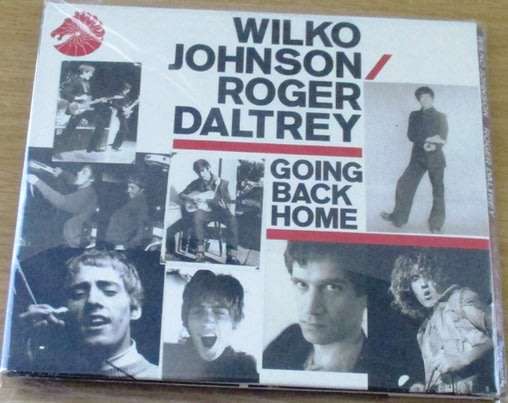 WILKO
JOHNSON/
ROGER
DALTREY
GOING
BACK
HOME